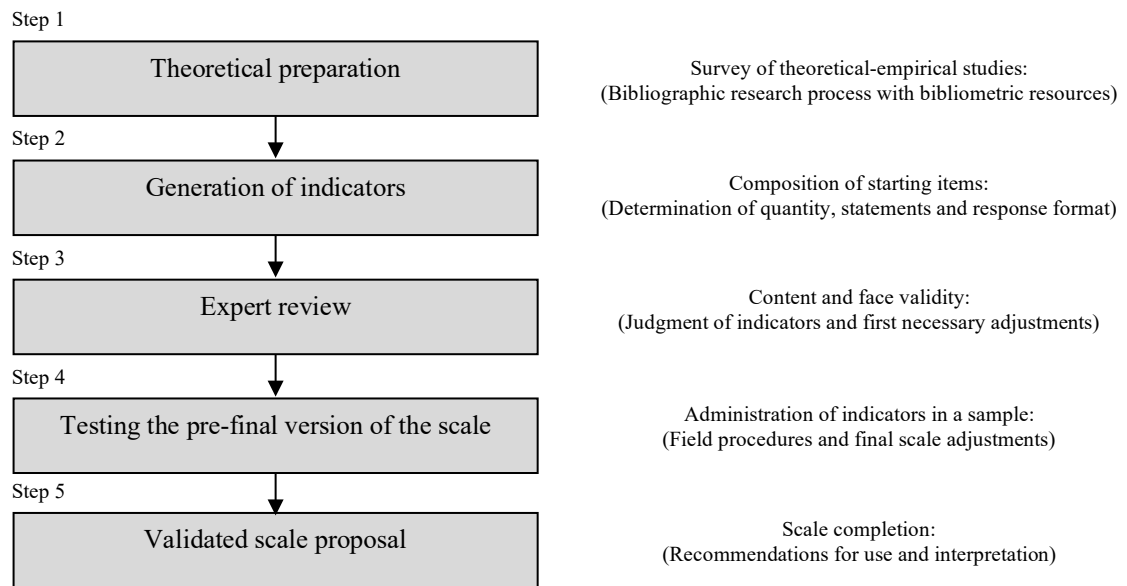 Step 1
Theoretical preparation
Survey of theoretical-empirical studies:
(Bibliographic research process with bibliometric resources)
Step 2
Generation of indicators
Composition of starting items:
(Determination of quantity, statements and response format)
Step 3
Expert review
Content and face validity:
(Judgment of indicators and first necessary adjustments)
Step 4
Testing the pre-final version of the scale
Administration of indicators in a sample:
(Field procedures and final scale adjustments)
Step 5
Validated scale proposal
Scale completion:
(Recommendations for use and interpretation)